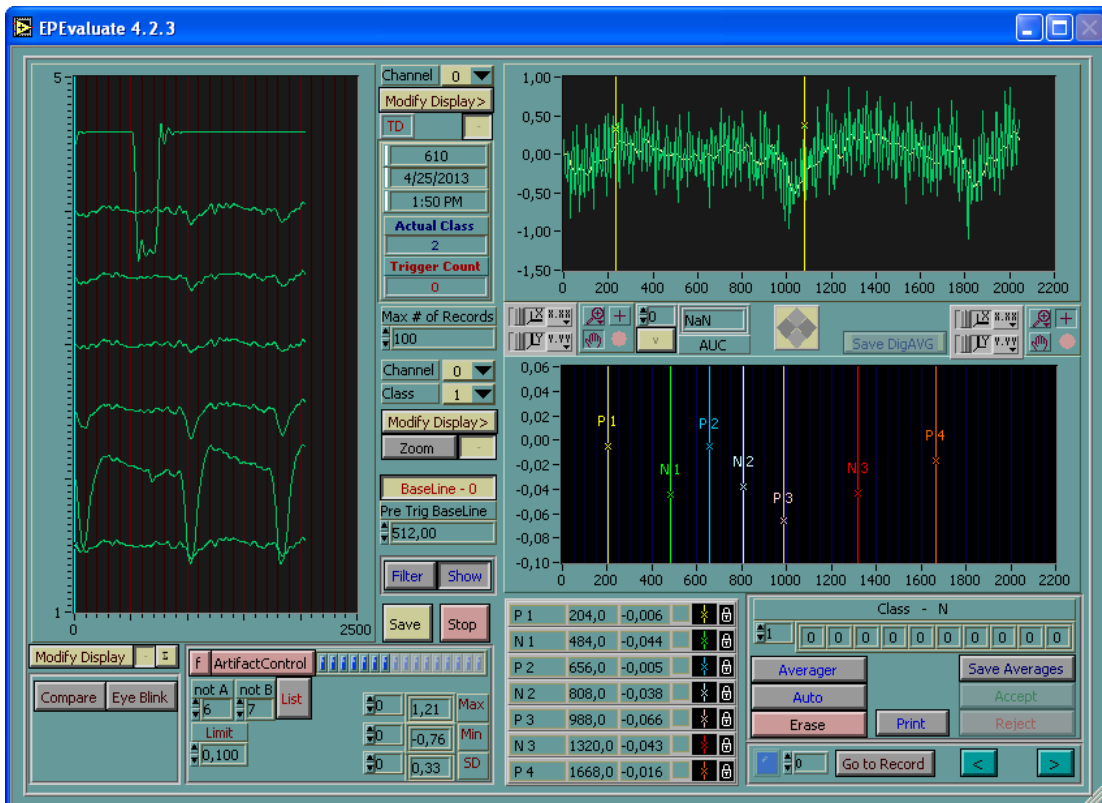 EPEvaluate 4.2.3
5
1
0 2500
Channel 0
Modify Display>
TD -
610
4/25/2013
1:50 PM
Actual Class
2
Trigger Count
0
Max # of Records
100
Channel 0
Class 1
Modify Display>
Zoom -
BaseLine - 0
Pre Trig BaseLine
512,00
Filter Show
Save Stop
1,00
0,50
0,00
-0,50
-1,00
-1,50
0 200 400 600 800 1000 1200 1400 1600 1800 2000 2200
X 8.88
Y Y.YY
0
NaN
v
AUC
Save DigAVG
X 8.88
Y Y.YY
0,06
0,04
0,02
0,00
-0,02
-0,04
-0,06
-0,08
-0,10
P 1
N 1
P 2
N 2
P 3
N 3
P 4
0 200 400 600 800 1000 1200 1400 1600 1800 2000 2200
Modify Display - Σ
Compare Eye Blink
f ArtifactControl
not A not B
6 7 List
Limit
0,100
0 1,21 Max
0 -0,76 Min
0 0,33 SD
P 1 204,0 -0,006
N 1 484,0 -0,044
P 2 656,0 -0,005
N 2 808,0 -0,038
P 3 988,0 -0,066
N 3 1320,0 -0,043
P 4 1668,0 -0,016
Class - N
1 0 0 0 0 0 0 0 0 0 0
Averager Save Averages
Auto Accept
Erase Print Reject
0 Go to Record < >